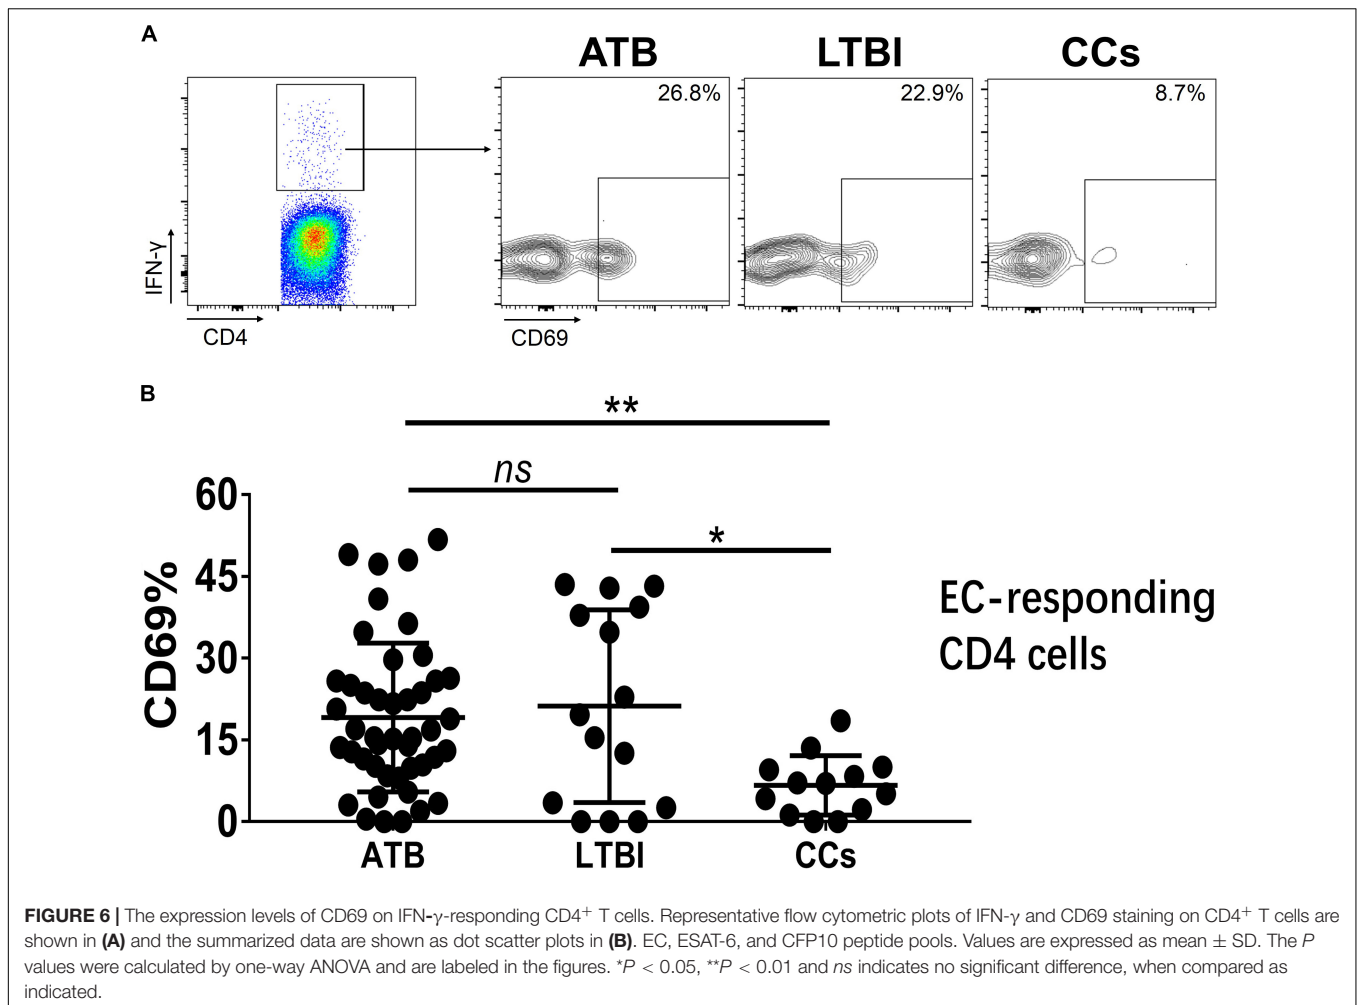 A
ATB LTBI CCs
26.8% 22.9% 8.7%
IFN-γ
CD4 CD69
B
**
ns
*
60
45
30
15
0
CD69%
EC-responding
CD4 cells
ATB LTBI CCs
FIGURE 6 | The expression levels of CD69 on IFN-γ-responding CD4+ T cells. Representative flow cytometric plots of IFN-γ and CD69 staining on CD4+ T cells are
shown in (A) and the summarized data are shown as dot scatter plots in (B). EC, ESAT-6, and CFP10 peptide pools. Values are expressed as mean ± SD. The P
values were calculated by one-way ANOVA and are labeled in the figures. *P < 0.05, **P < 0.01 and ns indicates no significant difference, when compared as
indicated.